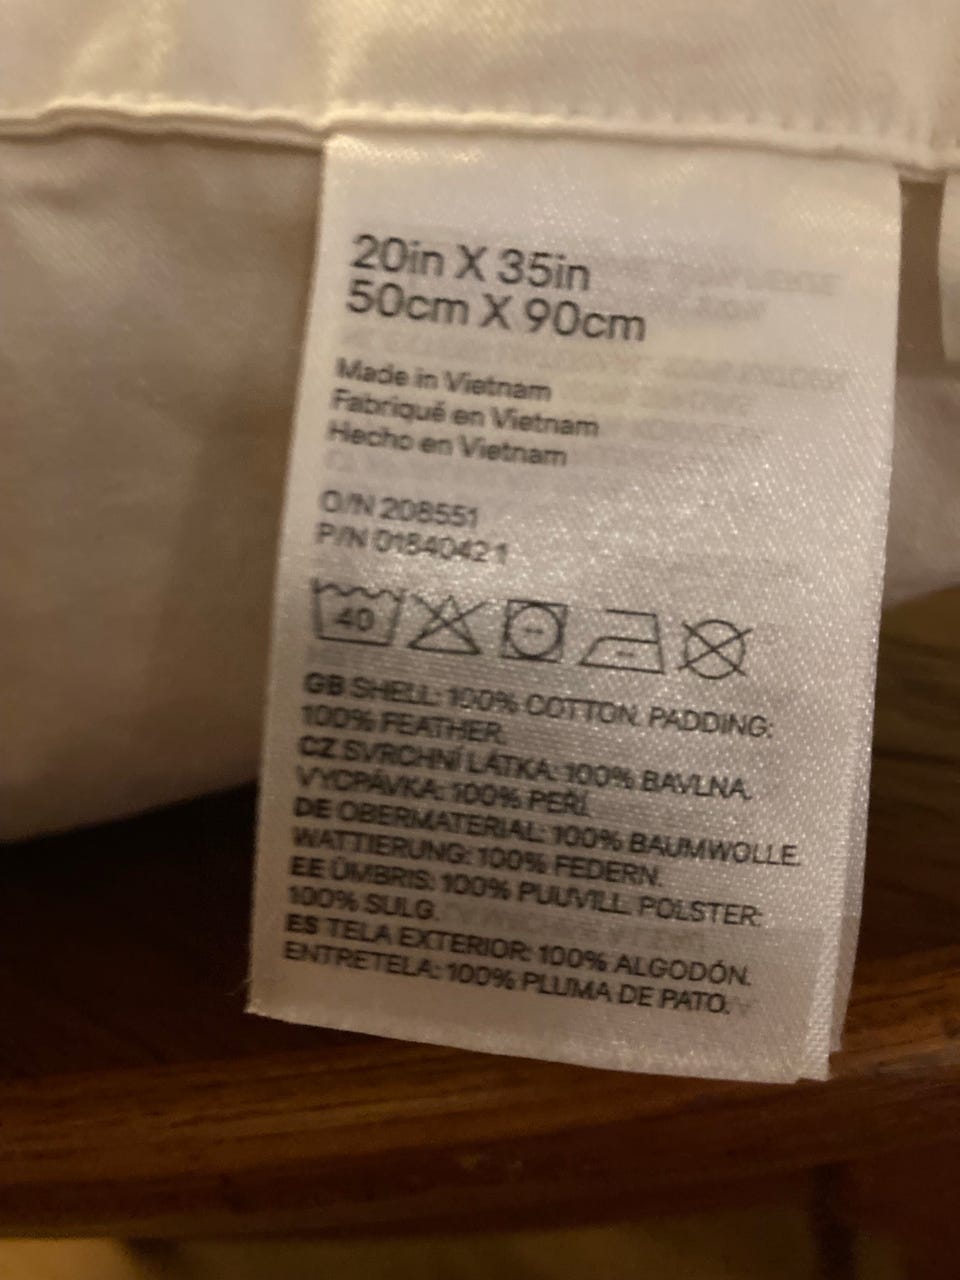 20in X 35in
50cm X 90cm
Made in Vietnam
Fabriqué en Vietnam
Hecho en Vietnam
O/N 208551
P/N 01840421
40
GB SHELL: 100% COTTON. PADDING:
100% FEATHER.
CZ SVRCHNÍ LÁTKA: 100% BAVLNA.
VYCPÁVKA: 100% PEŘÍ.
DE OBERMATERIAL: 100% BAUMWOLLE.
WATTIERUNG: 100% FEDERN.
EE ÜMBRIS: 100% PUUVILL. POLSTER:
100% SULG.
ES TELA EXTERIOR: 100% ALGODÓN.
ENTRETELA: 100% PLUMA DE PATO.